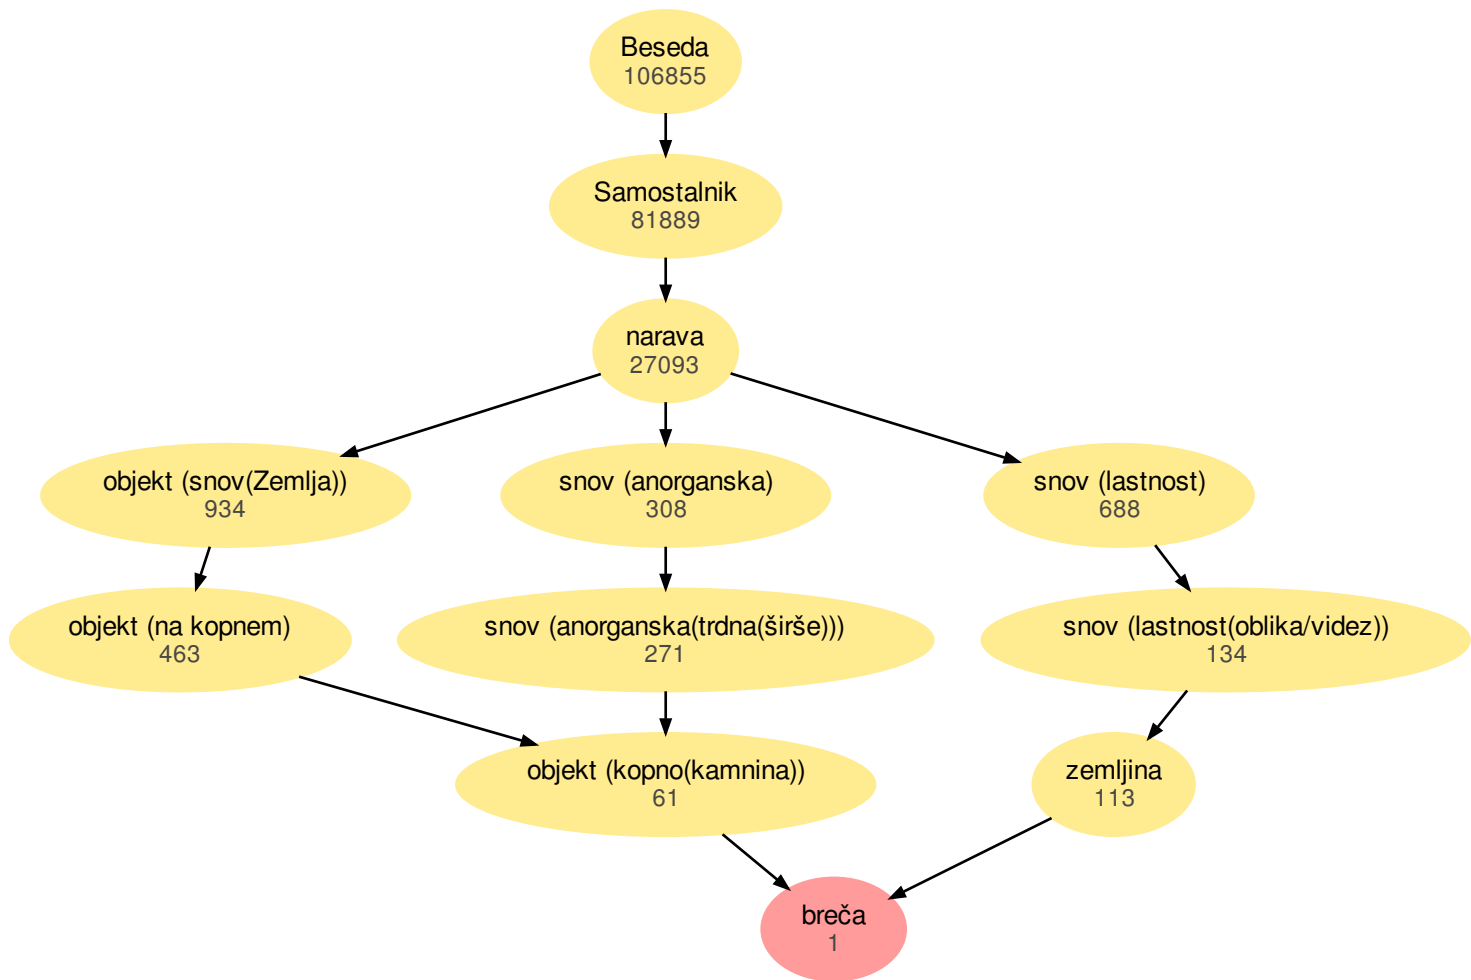 Beseda
106855
Samostalnik
81889
narava
27093
objekt (snov(Zemlja))
934
snov (anorganska)
308
snov (lastnost)
688
objekt (na kopnem)
463
snov (anorganska(trdna(širše)))
271
snov (lastnost(oblika/videz))
134
objekt (kopno(kamnina))
61
zemljina
113
breča
1